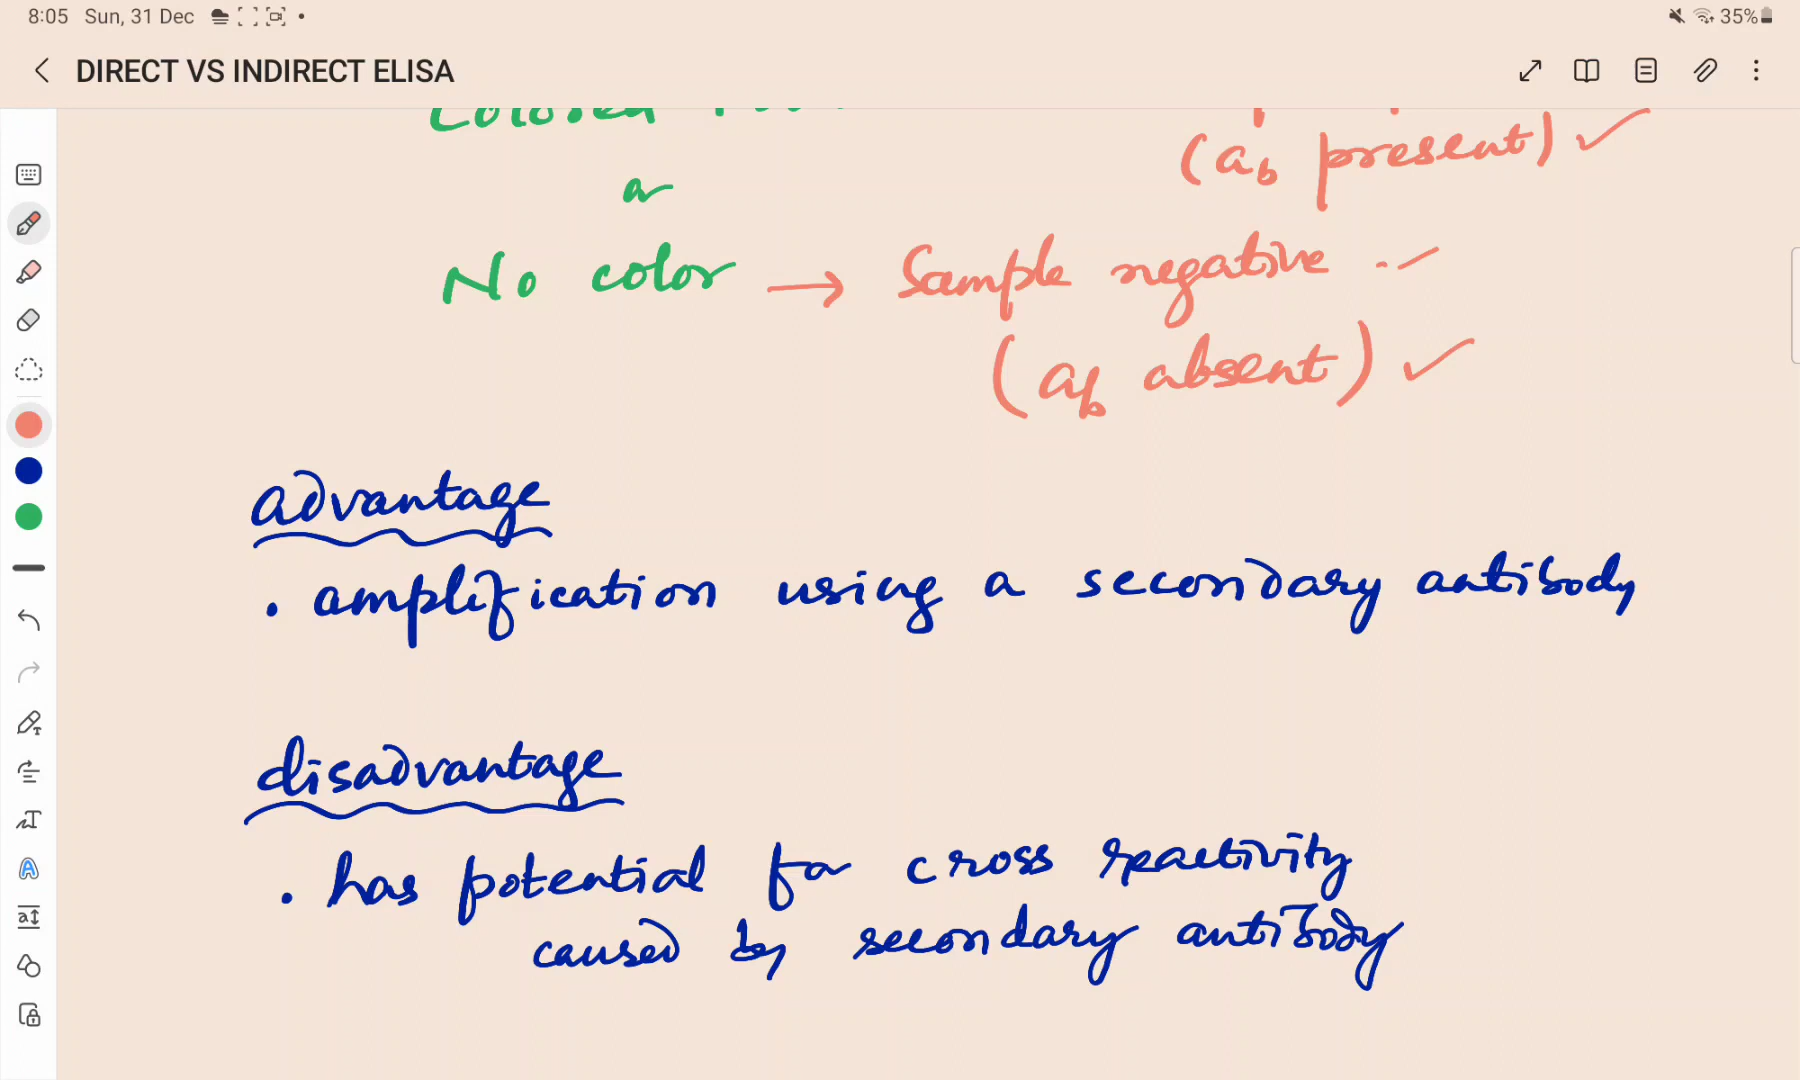 8:05 Sun, 31 Dec 35%
DIRECT VS INDIRECT ELISA
Colored
(ab present) ✓
or
No color → Sample negative
(ab absent) ✓
advantage
• amplification using a secondary antibody
disadvantage
• has potential for cross reactivity
caused by secondary antibody